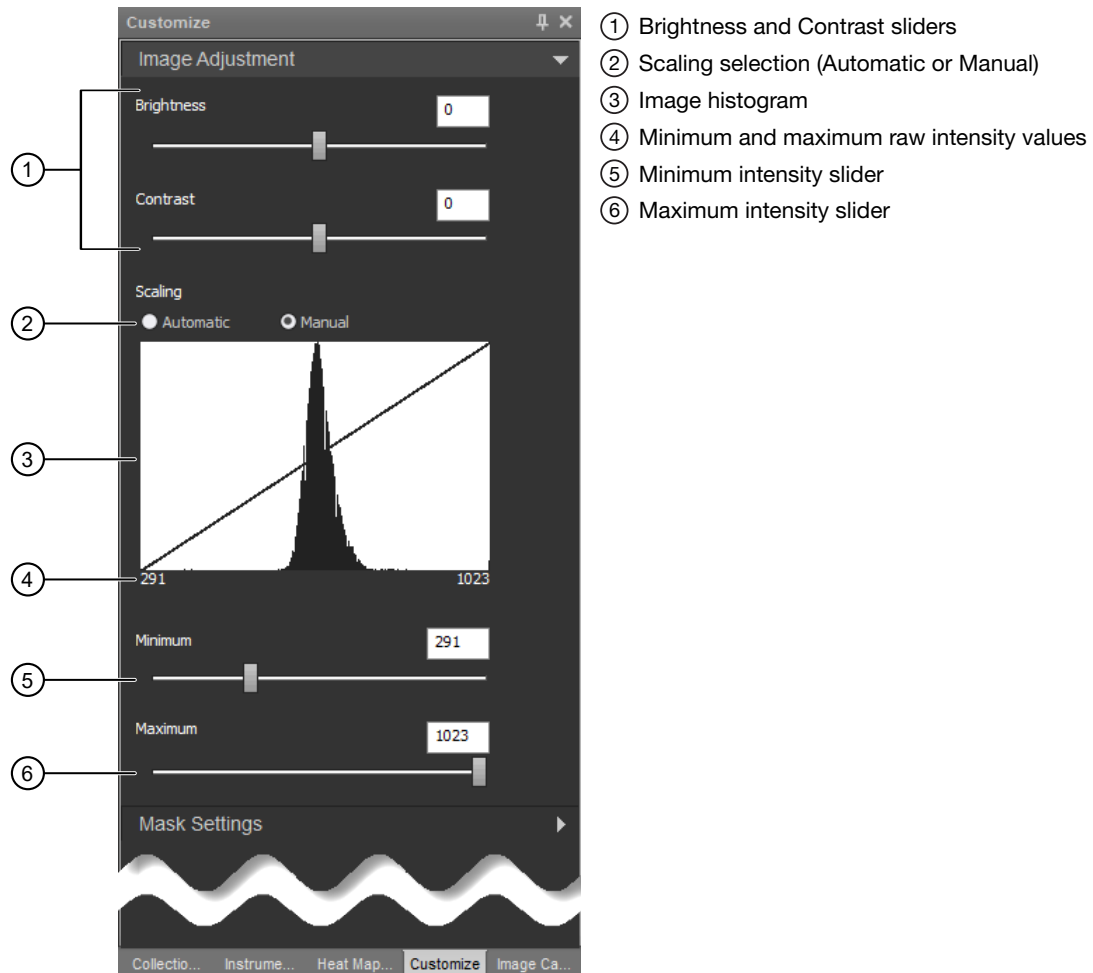 Customize
Image Adjustment
1
Brightness
0
Contrast
0
Scaling
2
Automatic
Manual
3
4
291
1023
Minimum
291
5
Maximum
1023
6
Mask Settings
Collectio... Instrume... Heat Map... Customize Image Ca...
1 Brightness and Contrast sliders
2 Scaling selection (Automatic or Manual)
3 Image histogram
4 Minimum and maximum raw intensity values
5 Minimum intensity slider
6 Maximum intensity slider